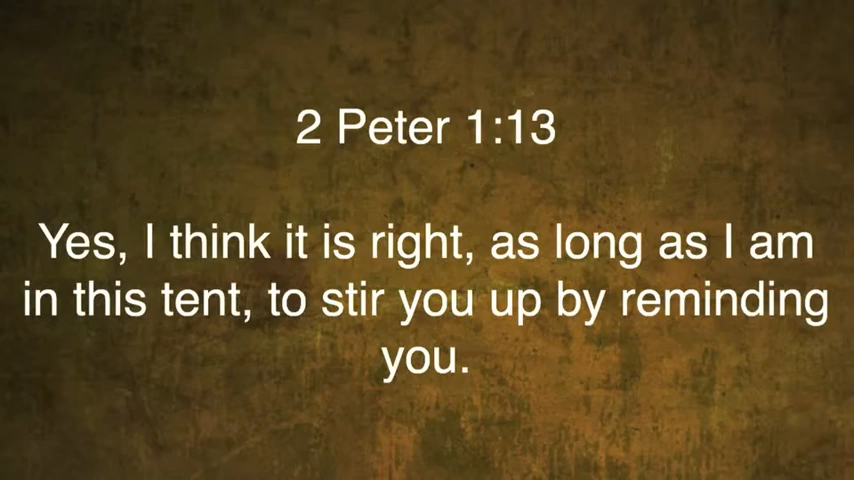 2 Peter 1:13
Yes, I think it is right, as long as I am
in this tent, to stir you up by reminding
you.